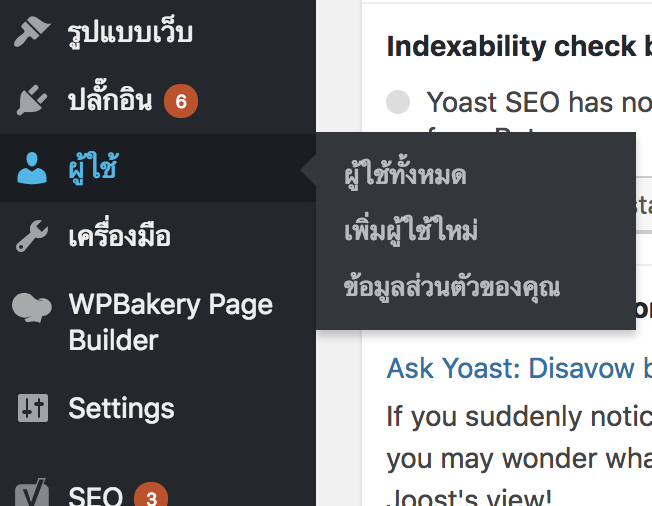 รูปแบบเว็บ
ปลั๊กอิน 6
ผู้ใช้
เครื่องมือ
WPBakery Page
Builder
Settings
SEO 3
ผู้ใช้ทั้งหมด
เพิ่มผู้ใช้ใหม่
ข้อมูลส่วนตัวของคุณ
Indexability check
Yoast SEO has no
Ask Yoast: Disavow
If you suddenly notic
you may wonder wha
Joost's view!